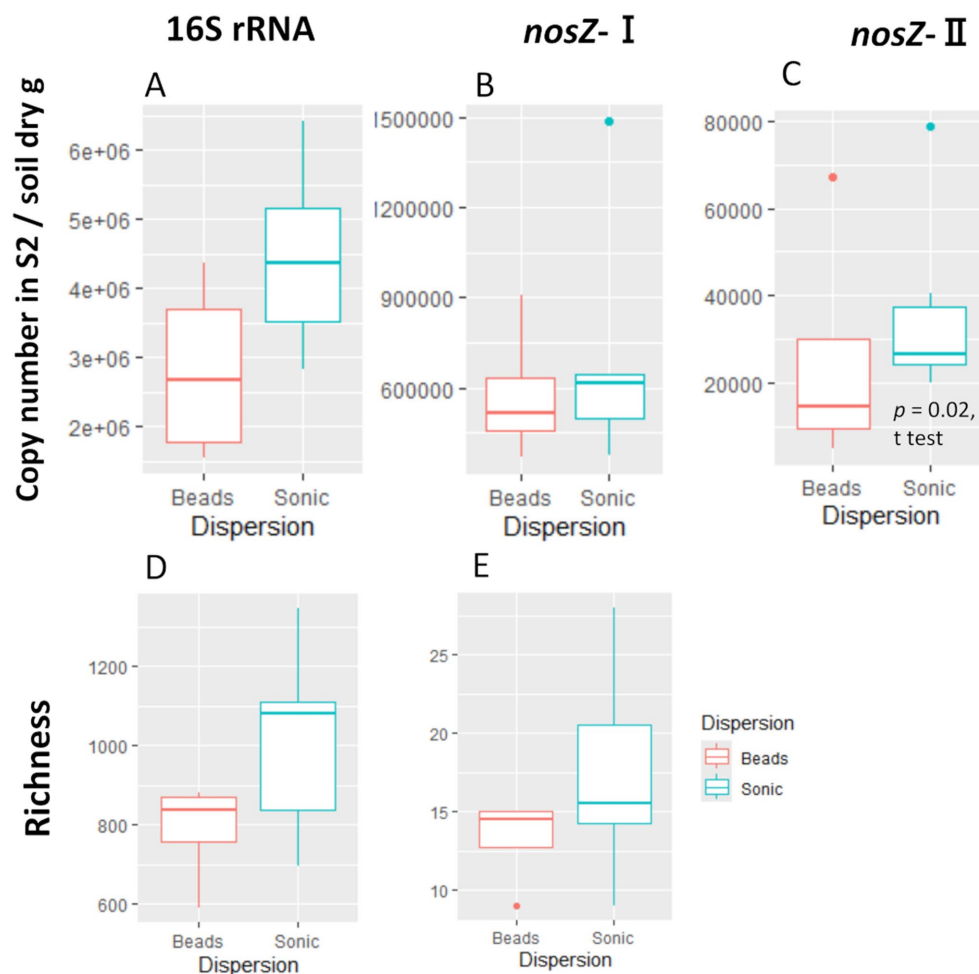 16S rRNA
nosZ- Ⅰ
nosZ- Ⅱ
Copy number in S2 / soil dry g
A
6e+06
5e+06
4e+06
3e+06
2e+06
Beads Sonic
Dispersion
B
1500000
1200000
900000
600000
Beads Sonic
Dispersion
C
80000
60000
40000
20000
p = 0.02,
t test
Beads Sonic
Dispersion
Richness
D
1200
1000
800
600
Beads Sonic
Dispersion
E
25
20
15
10
Beads Sonic
Dispersion
Dispersion
Beads
Sonic